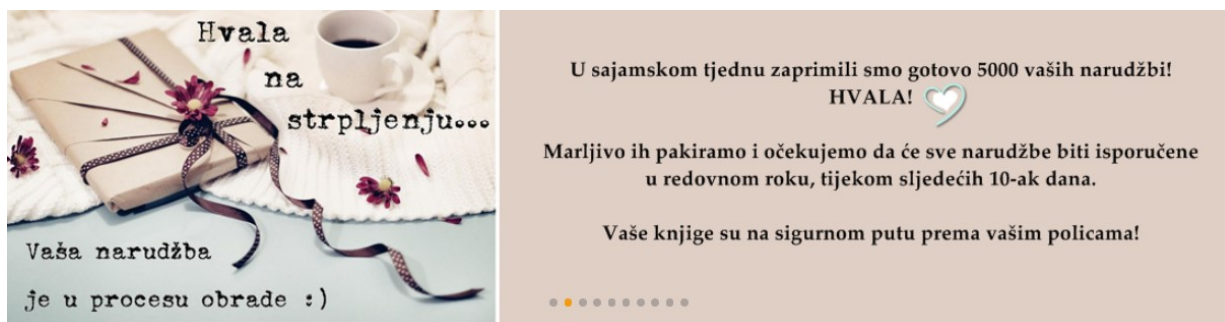 Hvala
na
strpljenju...
Vaša narudžba
je u procesu obrade :)
U sajamskom tjednu zaprimili smo gotovo 5000 vaših narudžbi!
HVALA!
Marljivo ih pakiramo i očekujemo da će sve narudžbe biti isporučene
u redovnom roku, tijekom sljedećih 10-ak dana.
Vaše knjige su na sigurnom putu prema vašim policama!